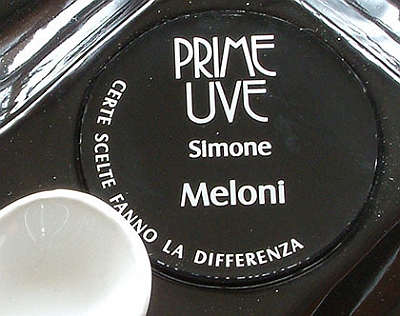 PRIME
UVE
Simone
Meloni
CERTE SCELTE FANNO LA DIFFERENZA